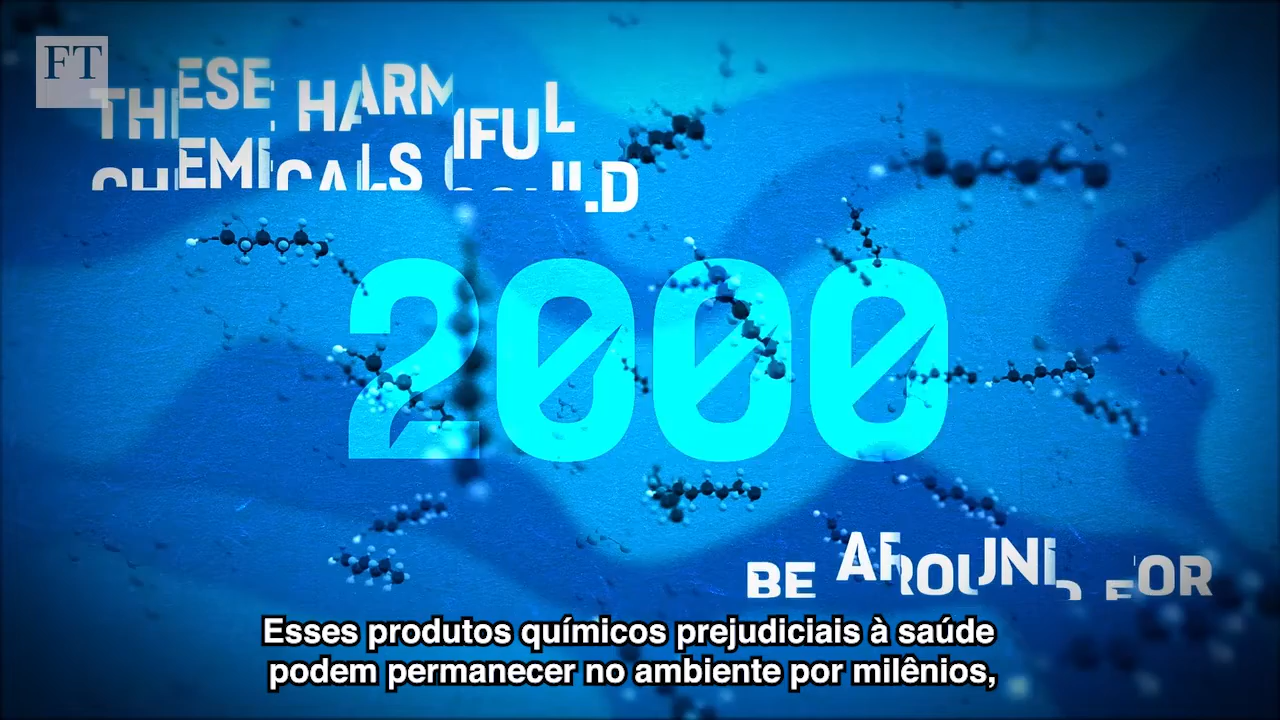 FT
THESE HARMFUL
CHEMICALS COULD
2000
BE AROUND FOR
Esses produtos químicos prejudiciais à saúde
podem permanecer no ambiente por milênios,